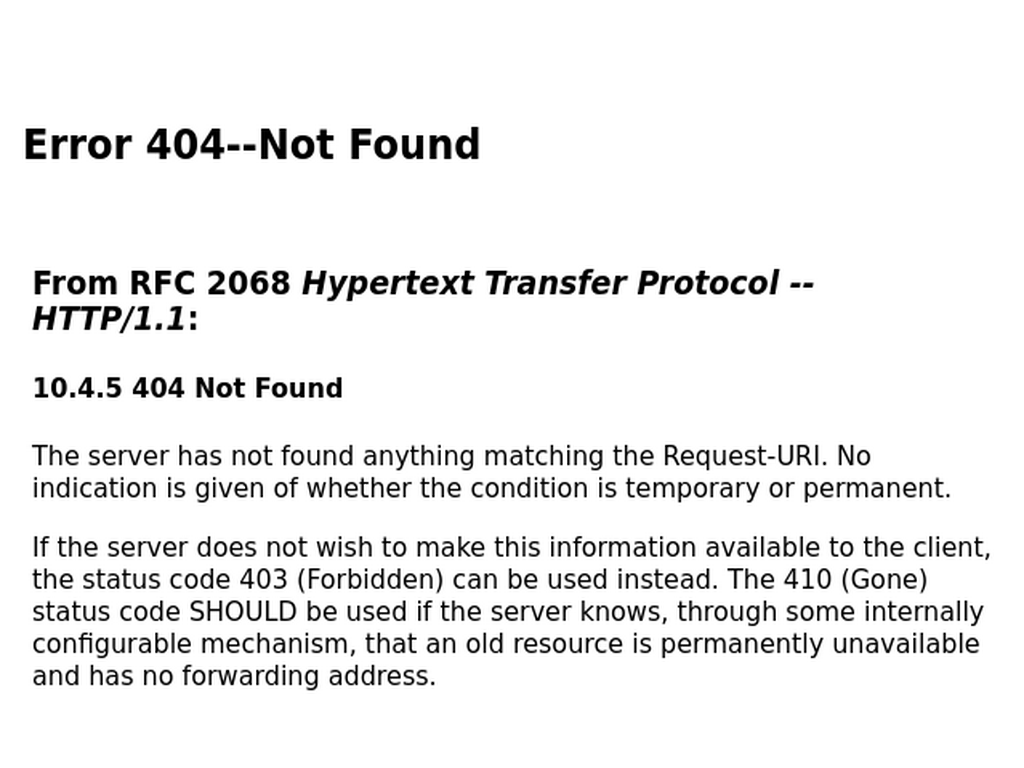 Error 404--Not Found
From RFC 2068 Hypertext Transfer Protocol --
HTTP/1.1:
10.4.5 404 Not Found
The server has not found anything matching the Request-URI. No
indication is given of whether the condition is temporary or permanent.
If the server does not wish to make this information available to the client,
the status code 403 (Forbidden) can be used instead. The 410 (Gone)
status code SHOULD be used if the server knows, through some internally
configurable mechanism, that an old resource is permanently unavailable
and has no forwarding address.